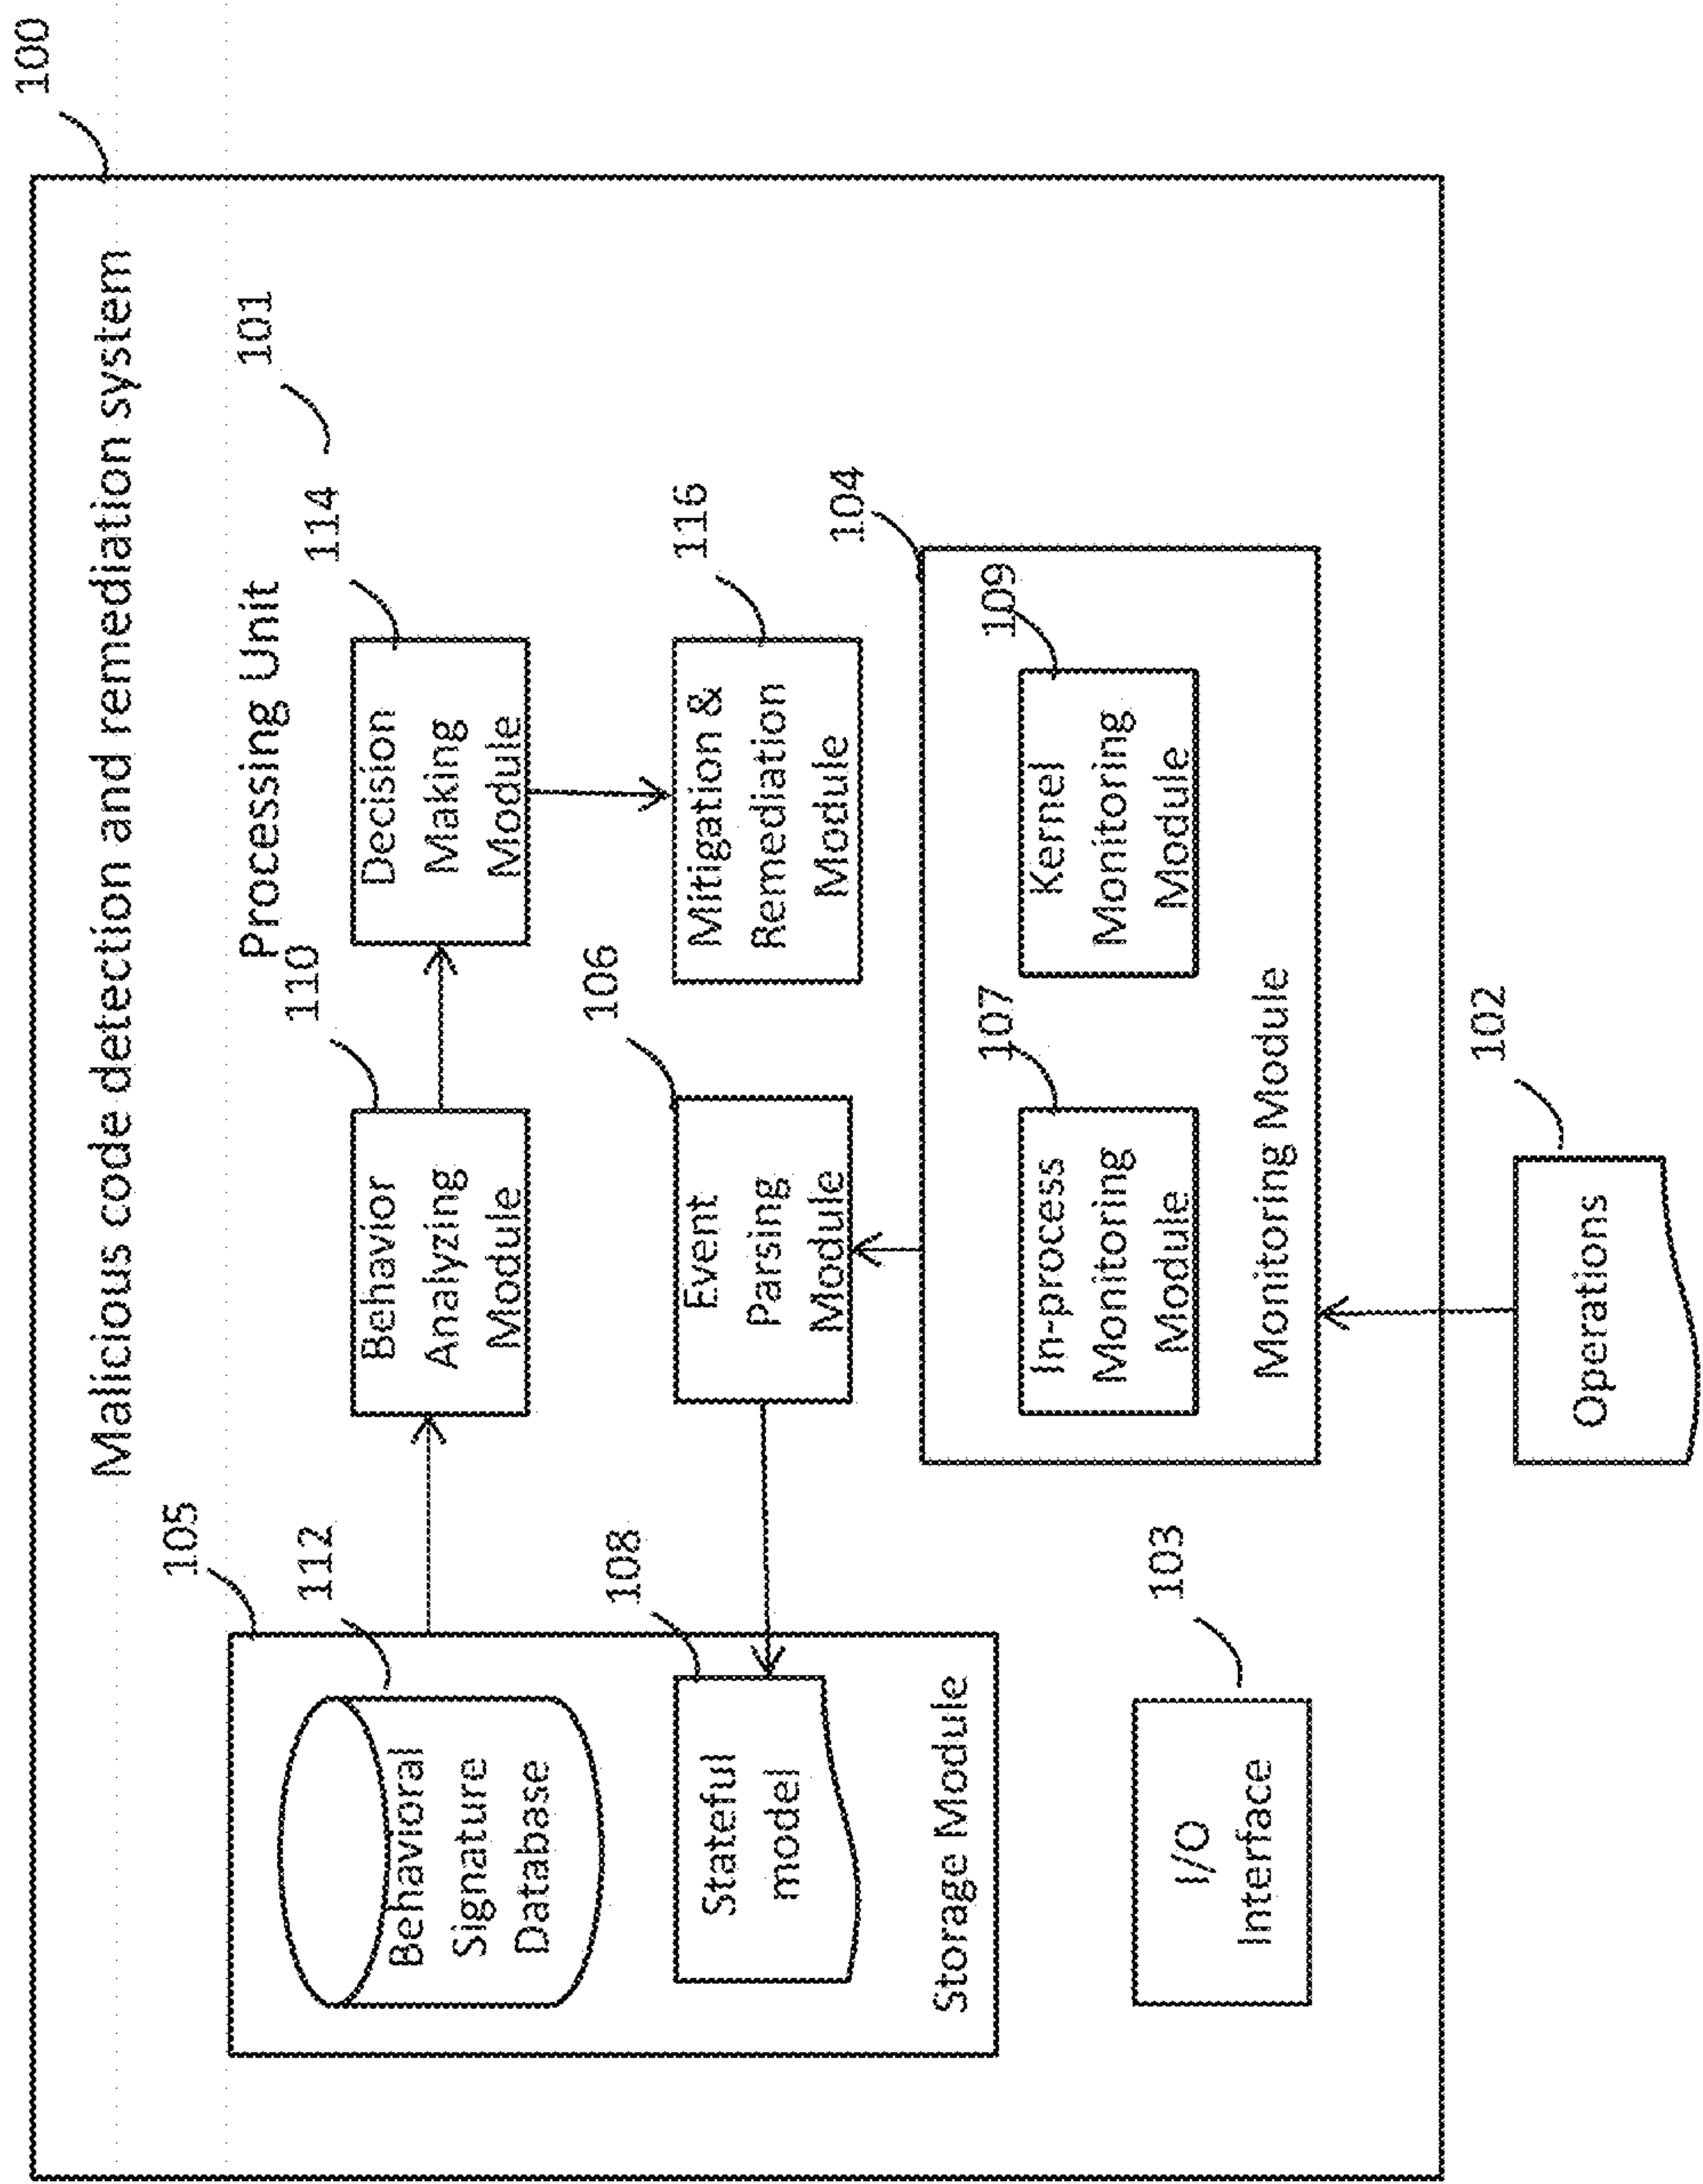 100
Malicious code detection and remediation system
101
Processing Unit
105
112
Behavioral
Signature
Database
110
Behavior
Analyzing
Module
114
Decision
Making
Module
108
Stateful
model
Storage Module
106
Event
Parsing
Module
116
Mitigation &
Remediation
Module
104
107
In-process
Monitoring
Module
109
Kernel
Monitoring
Module
Monitoring Module
103
I/O
Interface
102
Operations